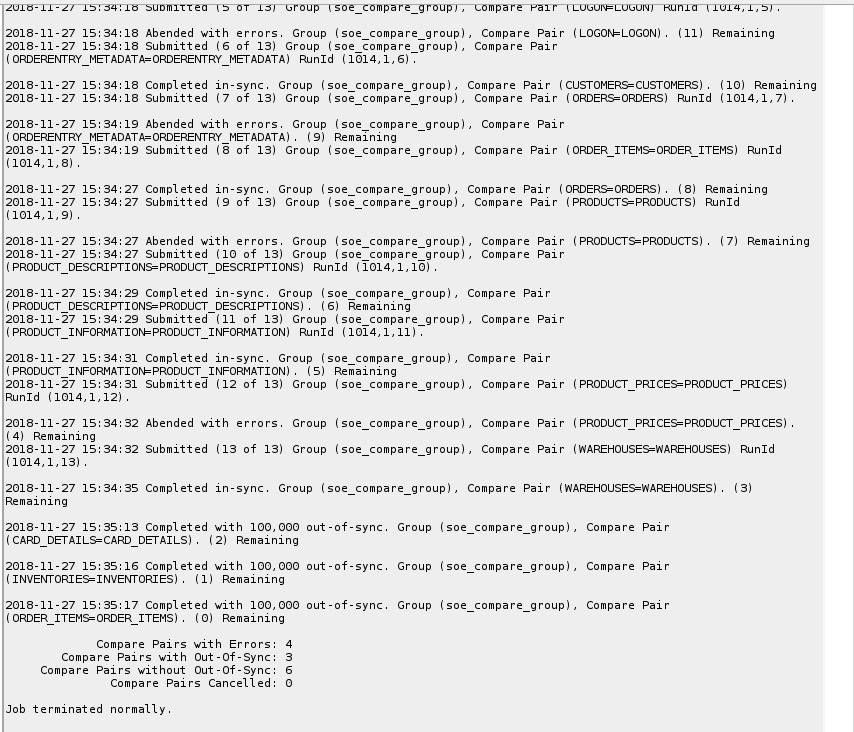 2018-11-27 15:34:18 Submitted (5 of 13) Group (soe_compare_group), Compare Pair (LOGON=LOGON) RunId (1014,1,5).
2018-11-27 15:34:18 Abended with errors. Group (soe_compare_group), Compare Pair (LOGON=LOGON). (11) Remaining
2018-11-27 15:34:18 Submitted (6 of 13) Group (soe_compare_group), Compare Pair
(ORDERENTRY_METADATA=ORDERENTRY_METADATA) RunId (1014,1,6).
2018-11-27 15:34:18 Completed in-sync. Group (soe_compare_group), Compare Pair (CUSTOMERS=CUSTOMERS). (10) Remaining
2018-11-27 15:34:18 Submitted (7 of 13) Group (soe_compare_group), Compare Pair (ORDERS=ORDERS) RunId (1014,1,7).
2018-11-27 15:34:19 Abended with errors. Group (soe_compare_group), Compare Pair
(ORDERENTRY_METADATA=ORDERENTRY_METADATA). (9) Remaining
2018-11-27 15:34:19 Submitted (8 of 13) Group (soe_compare_group), Compare Pair (ORDER_ITEMS=ORDER_ITEMS) RunId
(1014,1,8).
2018-11-27 15:34:27 Completed in-sync. Group (soe_compare_group), Compare Pair (ORDERS=ORDERS). (8) Remaining
2018-11-27 15:34:27 Submitted (9 of 13) Group (soe_compare_group), Compare Pair (PRODUCTS=PRODUCTS) RunId
(1014,1,9).
2018-11-27 15:34:27 Abended with errors. Group (soe_compare_group), Compare Pair (PRODUCTS=PRODUCTS). (7) Remaining
2018-11-27 15:34:27 Submitted (10 of 13) Group (soe_compare_group), Compare Pair
(PRODUCT_DESCRIPTIONS=PRODUCT_DESCRIPTIONS) RunId (1014,1,10).
2018-11-27 15:34:29 Completed in-sync. Group (soe_compare_group), Compare Pair
(PRODUCT_DESCRIPTIONS=PRODUCT_DESCRIPTIONS). (6) Remaining
2018-11-27 15:34:29 Submitted (11 of 13) Group (soe_compare_group), Compare Pair
(PRODUCT_INFORMATION=PRODUCT_INFORMATION) RunId (1014,1,11).
2018-11-27 15:34:31 Completed in-sync. Group (soe_compare_group), Compare Pair
(PRODUCT_INFORMATION=PRODUCT_INFORMATION). (5) Remaining
2018-11-27 15:34:31 Submitted (12 of 13) Group (soe_compare_group), Compare Pair (PRODUCT_PRICES=PRODUCT_PRICES)
RunId (1014,1,12).
2018-11-27 15:34:32 Abended with errors. Group (soe_compare_group), Compare Pair (PRODUCT_PRICES=PRODUCT_PRICES).
(4) Remaining
2018-11-27 15:34:32 Submitted (13 of 13) Group (soe_compare_group), Compare Pair (WAREHOUSES=WAREHOUSES) RunId
(1014,1,13).
2018-11-27 15:34:35 Completed in-sync. Group (soe_compare_group), Compare Pair (WAREHOUSES=WAREHOUSES). (3)
Remaining
2018-11-27 15:35:13 Completed with 100,000 out-of-sync. Group (soe_compare_group), Compare Pair
(CARD_DETAILS=CARD_DETAILS). (2) Remaining
2018-11-27 15:35:16 Completed with 100,000 out-of-sync. Group (soe_compare_group), Compare Pair
(INVENTORIES=INVENTORIES). (1) Remaining
2018-11-27 15:35:17 Completed with 100,000 out-of-sync. Group (soe_compare_group), Compare Pair
(ORDER_ITEMS=ORDER_ITEMS). (0) Remaining
Compare Pairs with Errors: 4
Compare Pairs with Out-Of-Sync: 3
Compare Pairs without Out-Of-Sync: 6
Compare Pairs Cancelled: 0
Job terminated normally.